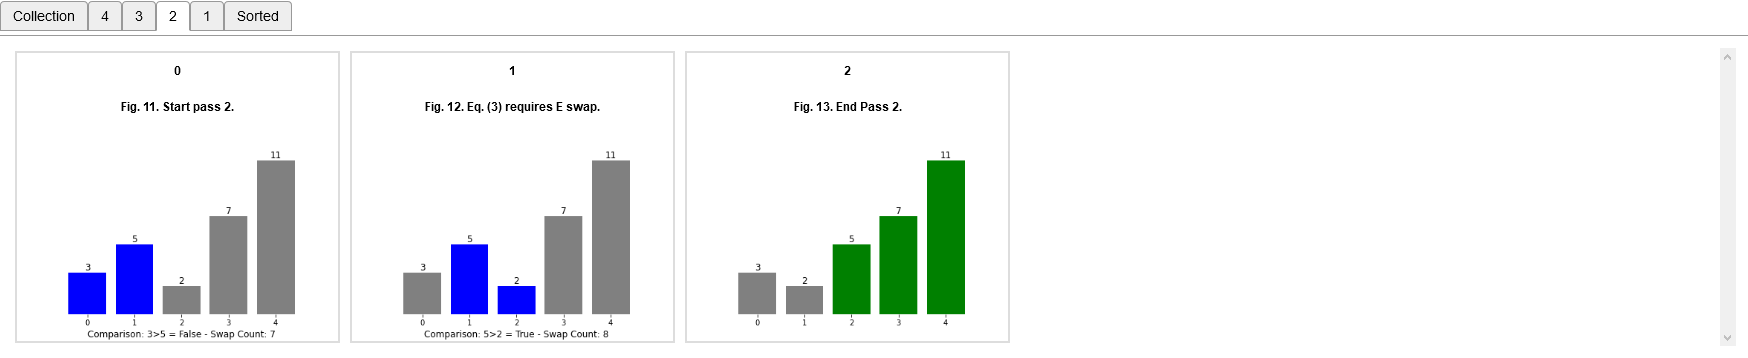 Collection 4 3 2 1 Sorted
0
Fig. 11. Start pass 2.
11
7
5
3
2
0 1 2 3 4
Comparison: 3>5 = False - Swap Count: 7
1
Fig. 12. Eq. (3) requires E swap.
11
7
5
3
2
0 1 2 3 4
Comparison: 5>2 = True - Swap Count: 8
2
Fig. 13. End Pass 2.
11
7
5
3
2
0 1 2 3 4